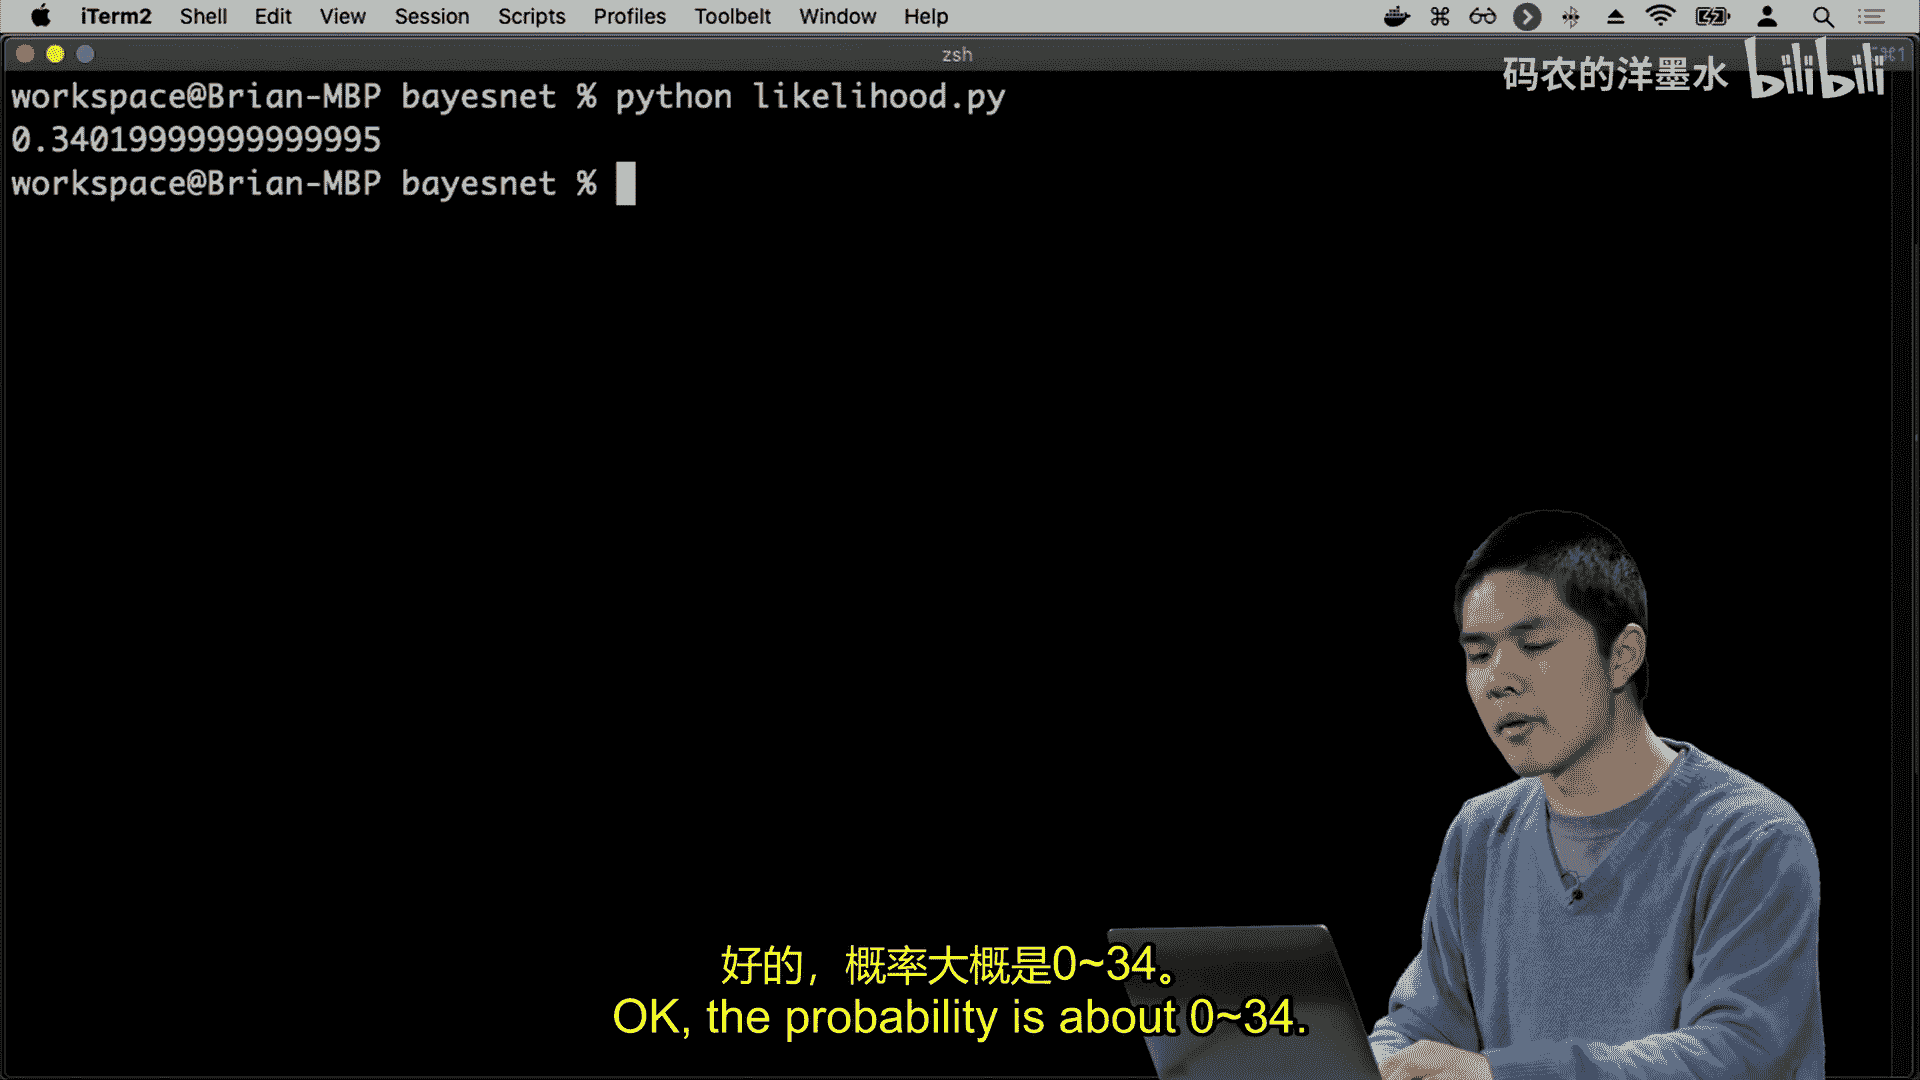 iTerm2 Shell Edit View Session Scripts Profiles Toolbelt Window Help
zsh
码农的洋墨水 bilibili
workspace@Brian-MBP bayesnet % python likelihood.py
0.34019999999999995
workspace@Brian-MBP bayesnet %
好的，概率大概是0~34。
OK, the probability is about 0~34.